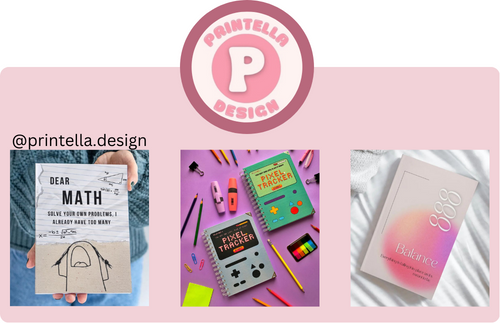 PRINTELLA
P
DESIGN
@printella.design
DEAR
MATH
SOLVE YOUR OWN PROBLEMS, I
ALREADY HAVE TOO MANY
PIXEL
TRACKER
PIXEL
TRACKER
888
Balance